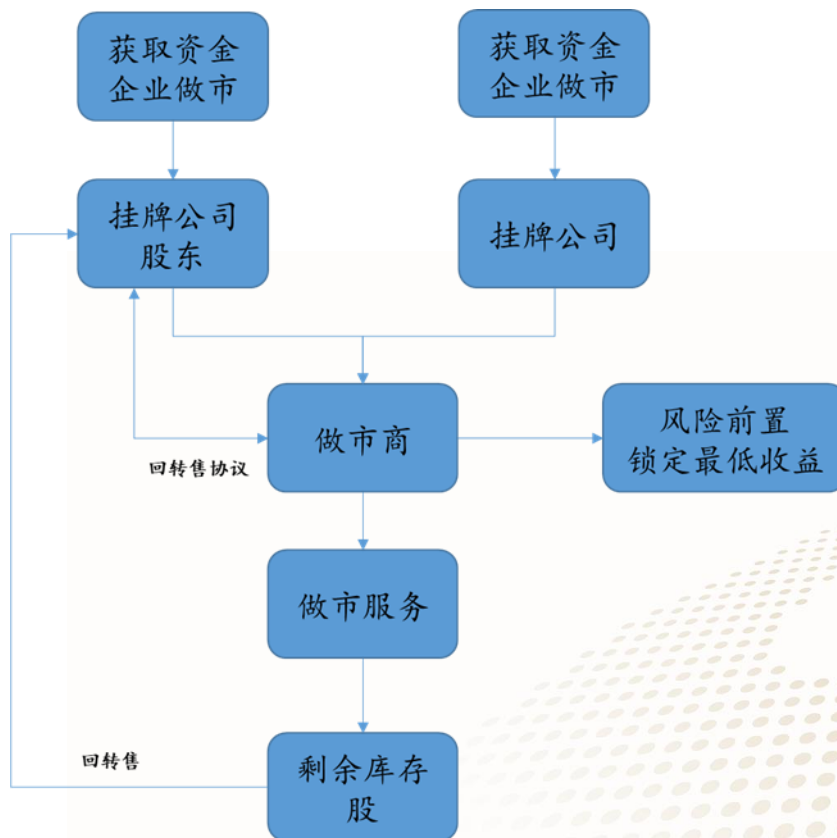 获取资金
企业做市
获取资金
企业做市
挂牌公司
股东
挂牌公司
做市商
风险前置
锁定最低收益
回转售协议
做市服务
回转售
剩余库存
股